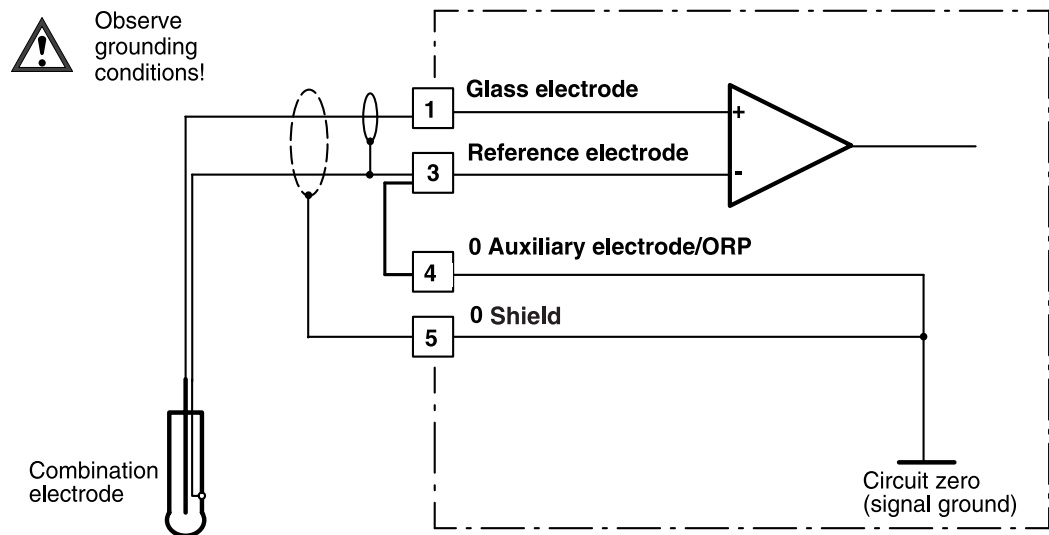 Observe
grounding
conditions!
1
Glass electrode
+
3
Reference electrode
-
4
0 Auxiliary electrode/ORP
5
0 Shield
Combination
electrode
Circuit zero
(signal ground)